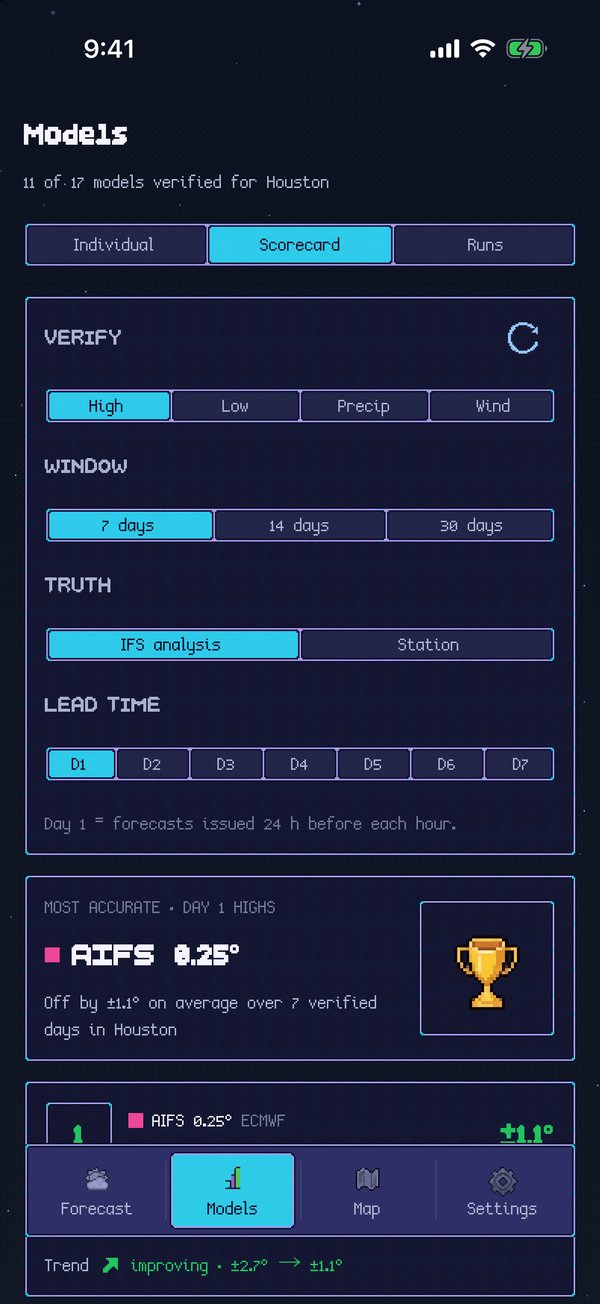 9:41
Models
11 of 17 models verified for Houston
Individual Scorecard Runs
VERIFY
High Low Precip Wind
WINDOW
7 days 14 days 30 days
TRUTH
IFS analysis Station
LEAD TIME
D1 D2 D3 D4 D5 D6 D7
Day 1 = forecasts issued 24 h before each hour.
MOST ACCURATE · DAY 1 HIGHS
AIFS 0.25°
Off by ±1.1° on average over 7 verified
days in Houston
1 AIFS 0.25° ECMWF ±1.1°
Forecast Models Map Settings
Trend improving · ±2.7° → ±1.1°